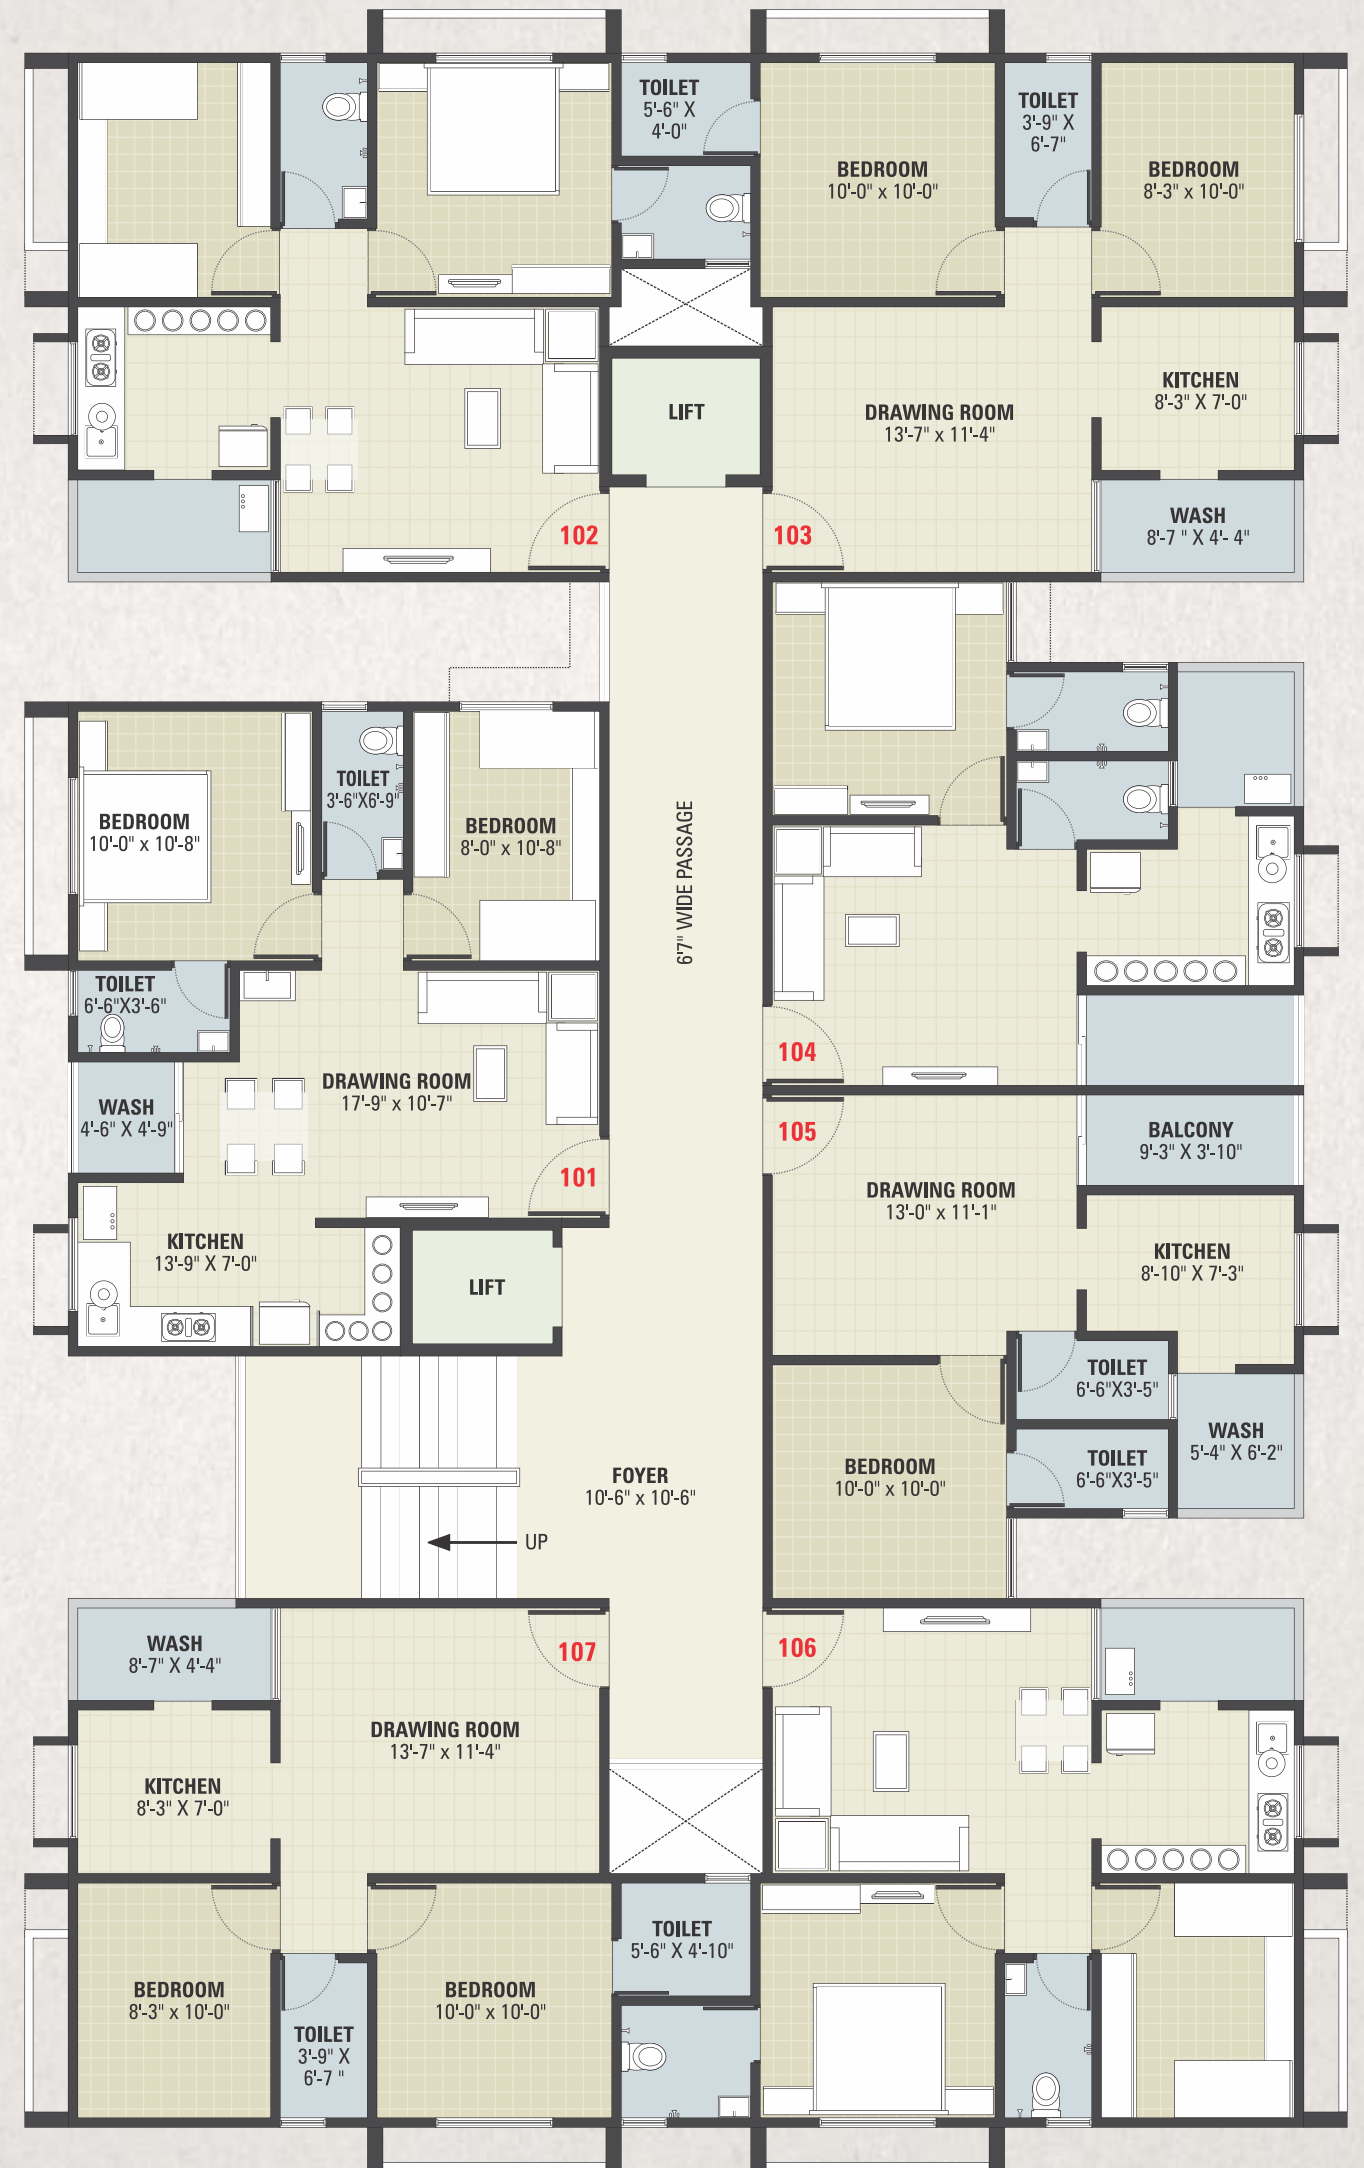 TOILET
5'-6" X
4'-0"
BEDROOM
10'-0" x 10'-0"
TOILET
3'-9" X
6'-7"
BEDROOM
8'-3" x 10'-0"
LIFT
DRAWING ROOM
13'-7" x 11'-4"
KITCHEN
8'-3" X 7'-0"
WASH
8'-7 " X 4'- 4"
102
103
BEDROOM
10'-0" x 10'-8"
TOILET
3'-6"X6'-9"
BEDROOM
8'-0" x 10'-8"
6'7" WIDE PASSAGE
TOILET
6'-6"X3'-6"
WASH
4'-6" X 4'-9"
DRAWING ROOM
17'-9" x 10'-7"
101
KITCHEN
13'-9" X 7'-0"
LIFT
104
105
BALCONY
9'-3" X 3'-10"
DRAWING ROOM
13'-0" x 11'-1"
KITCHEN
8'-10" X 7'-3"
TOILET
6'-6"X3'-5"
WASH
5'-4" X 6'-2"
TOILET
6'-6"X3'-5"
BEDROOM
10'-0" x 10'-0"
FOYER
10'-6" x 10'-6"
UP
WASH
8'-7" X 4'-4"
107
106
DRAWING ROOM
13'-7" x 11'-4"
KITCHEN
8'-3" X 7'-0"
TOILET
5'-6" X 4'-10"
BEDROOM
8'-3" x 10'-0"
TOILET
3'-9" X
6'-7 "
BEDROOM
10'-0" x 10'-0"